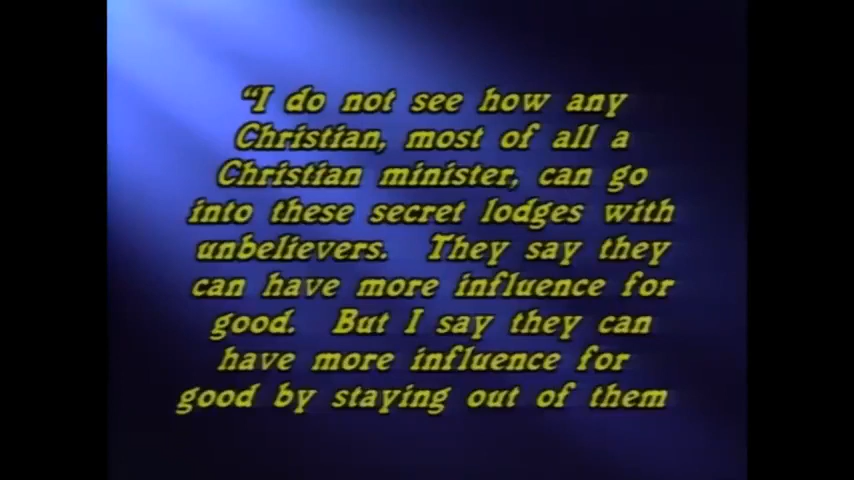 “I do not see how any
Christian, most of all a
Christian minister, can go
into these secret lodges with
unbelievers. They say they
can have more influence for
good. But I say they can
have more influence for
good by staying out of them